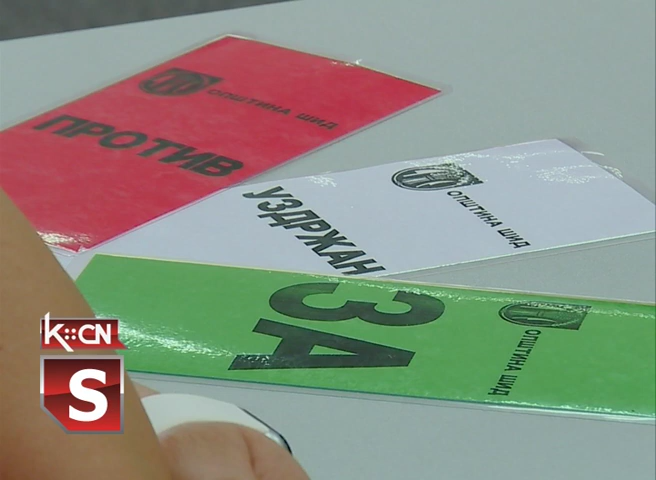 ОПШТИНА ШИД
ПРОТИВ
ОПШТИНА ШИД
УЗДРЖАН
ОПШТИНА ШИД
ЗА
K::CN
S